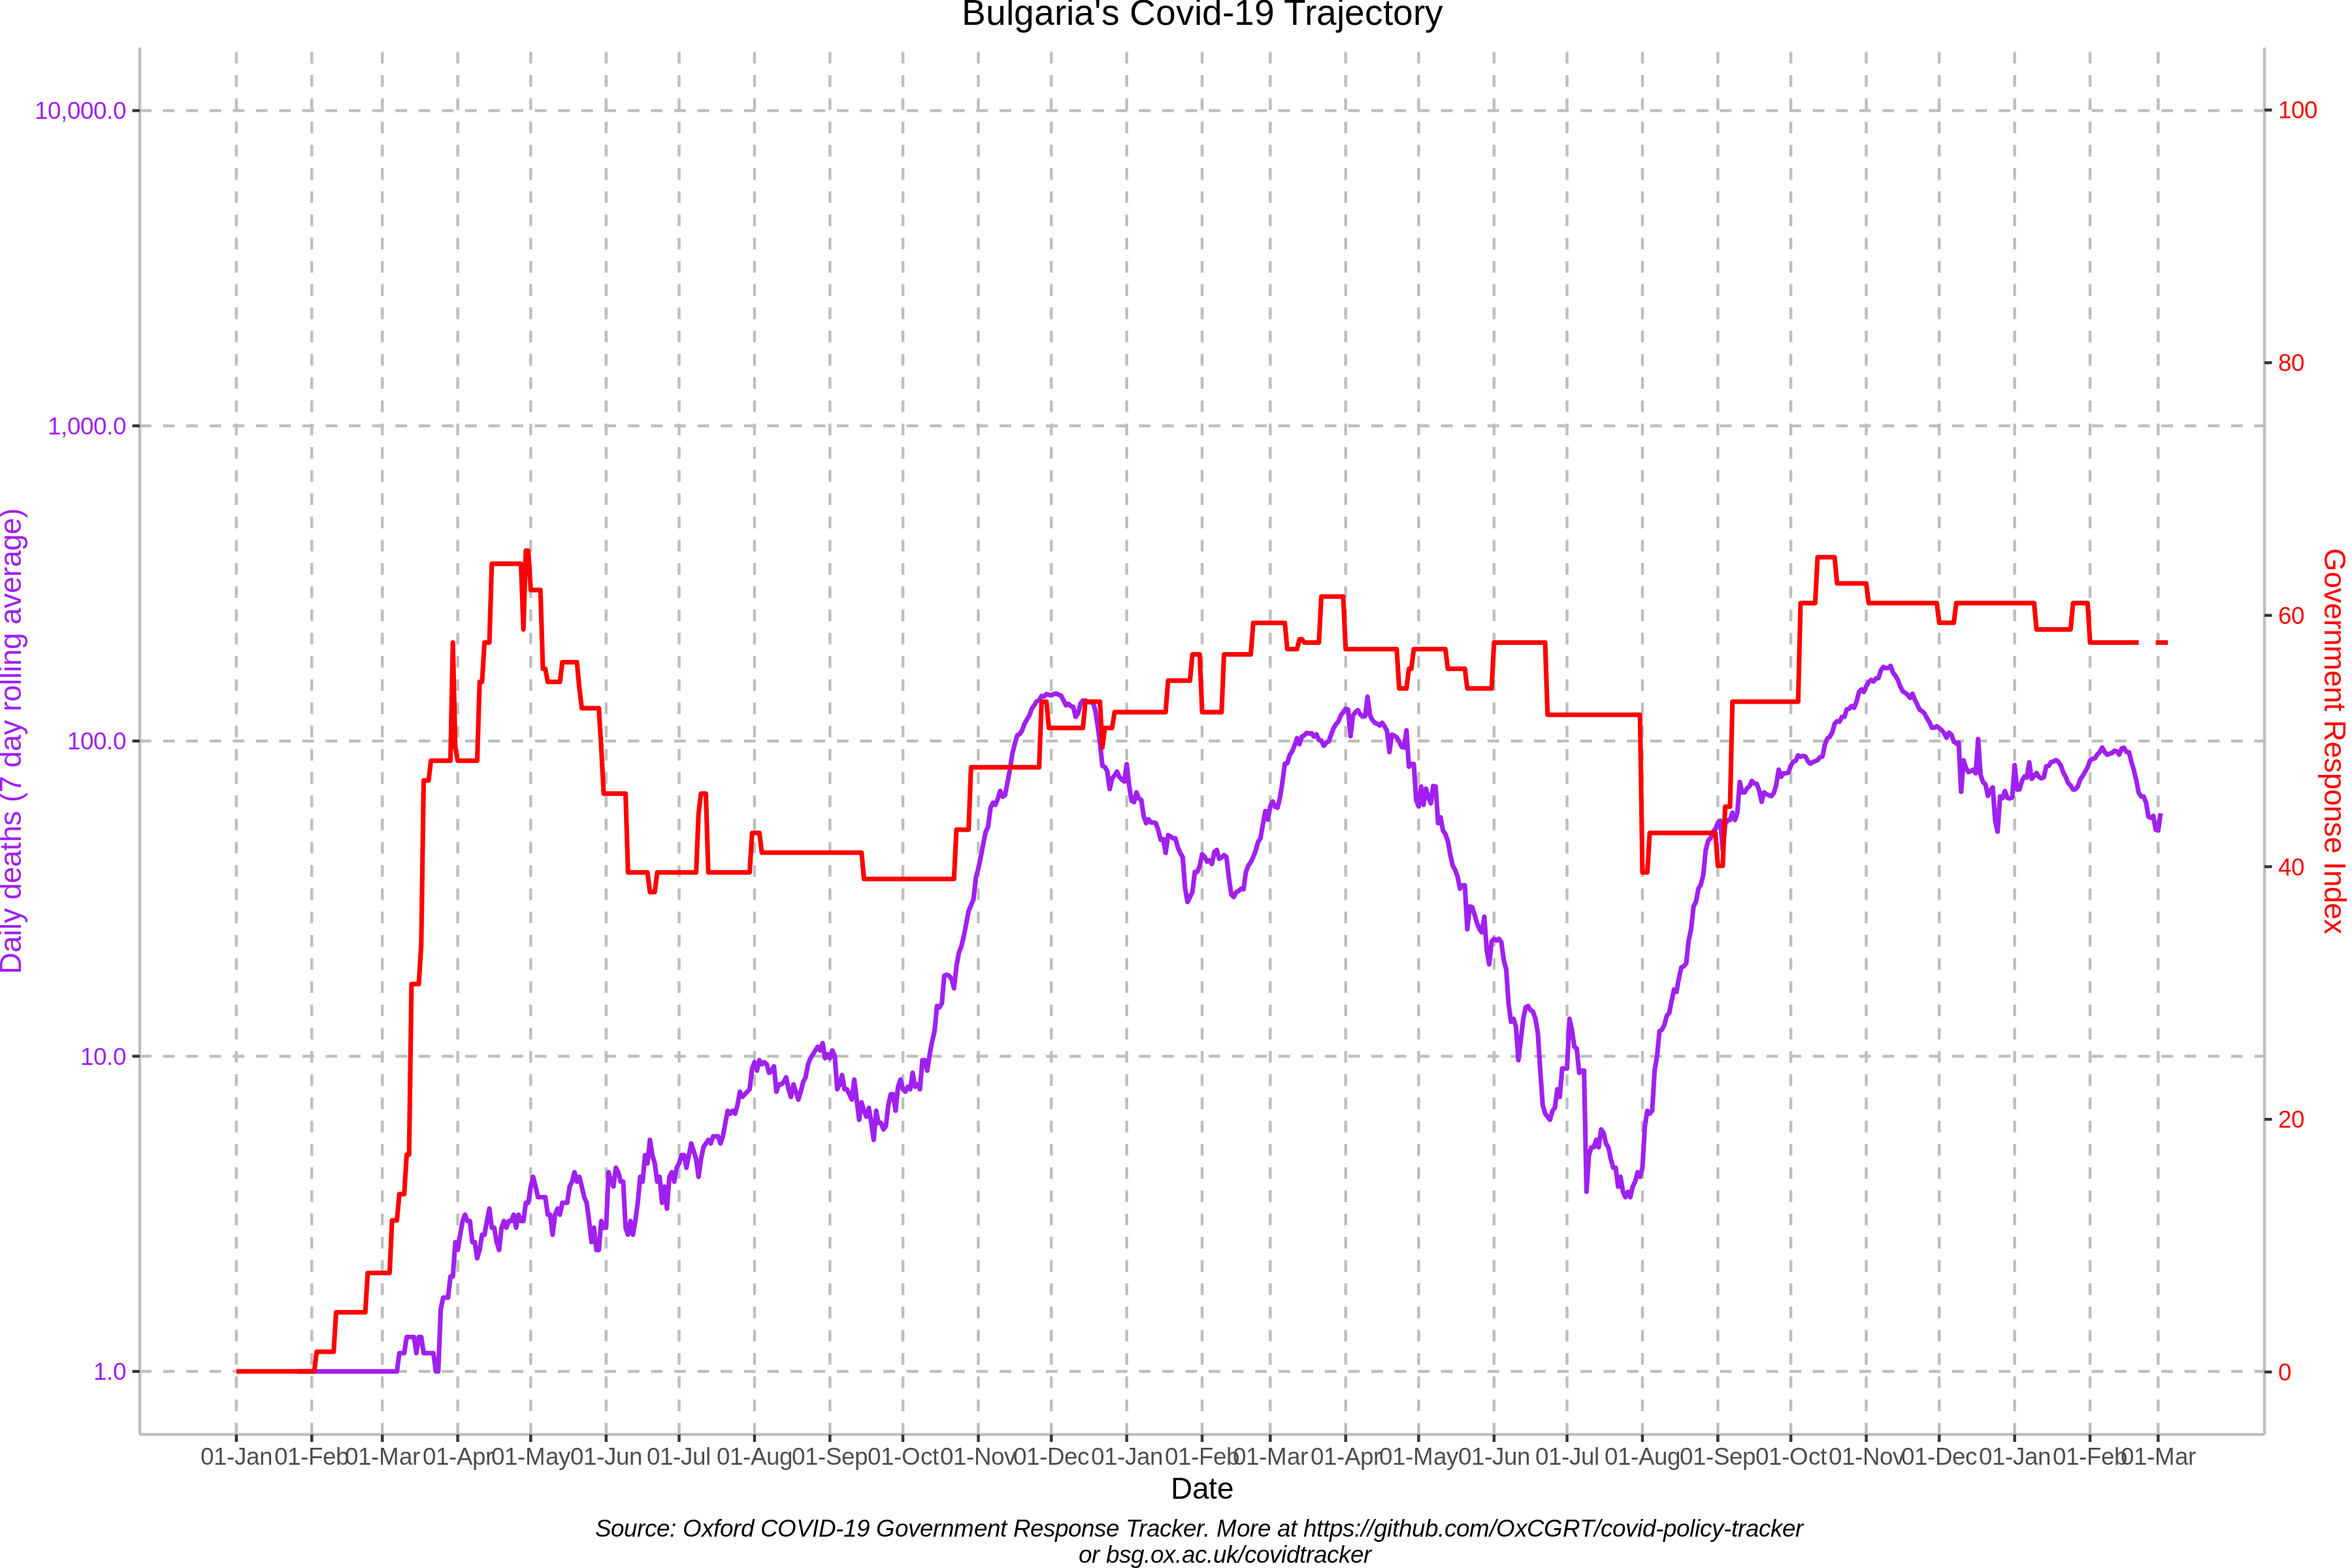 Bulgaria's Covid-19 Trajectory
10,000.0
1,000.0
100.0
10.0
1.0
Daily deaths (7 day rolling average)
100
80
60
40
20
0
Government Response Index
01-Jan 01-Feb 01-Mar 01-Apr 01-May 01-Jun 01-Jul 01-Aug 01-Sep 01-Oct 01-Nov 01-Dec 01-Jan 01-Feb 01-Mar 01-Apr 01-May 01-Jun 01-Jul 01-Aug 01-Sep 01-Oct 01-Nov 01-Dec 01-Jan 01-Feb 01-Mar
Date
Source: Oxford COVID-19 Government Response Tracker. More at https://github.com/OxCGRT/covid-policy-tracker
or bsg.ox.ac.uk/covidtracker